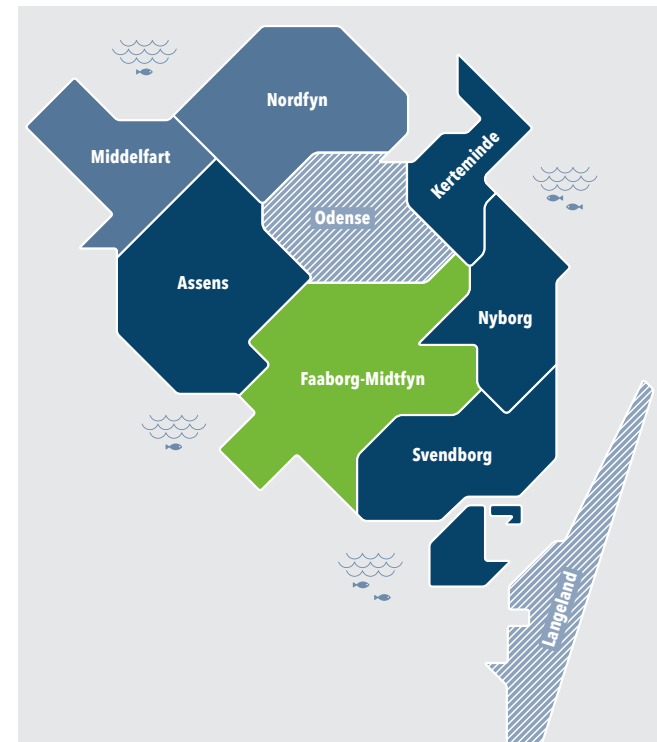 Nordfyn
Middelfart
Kerteminde
Odense
Assens
Nyborg
Faaborg-Midtfyn
Svendborg
Langeland